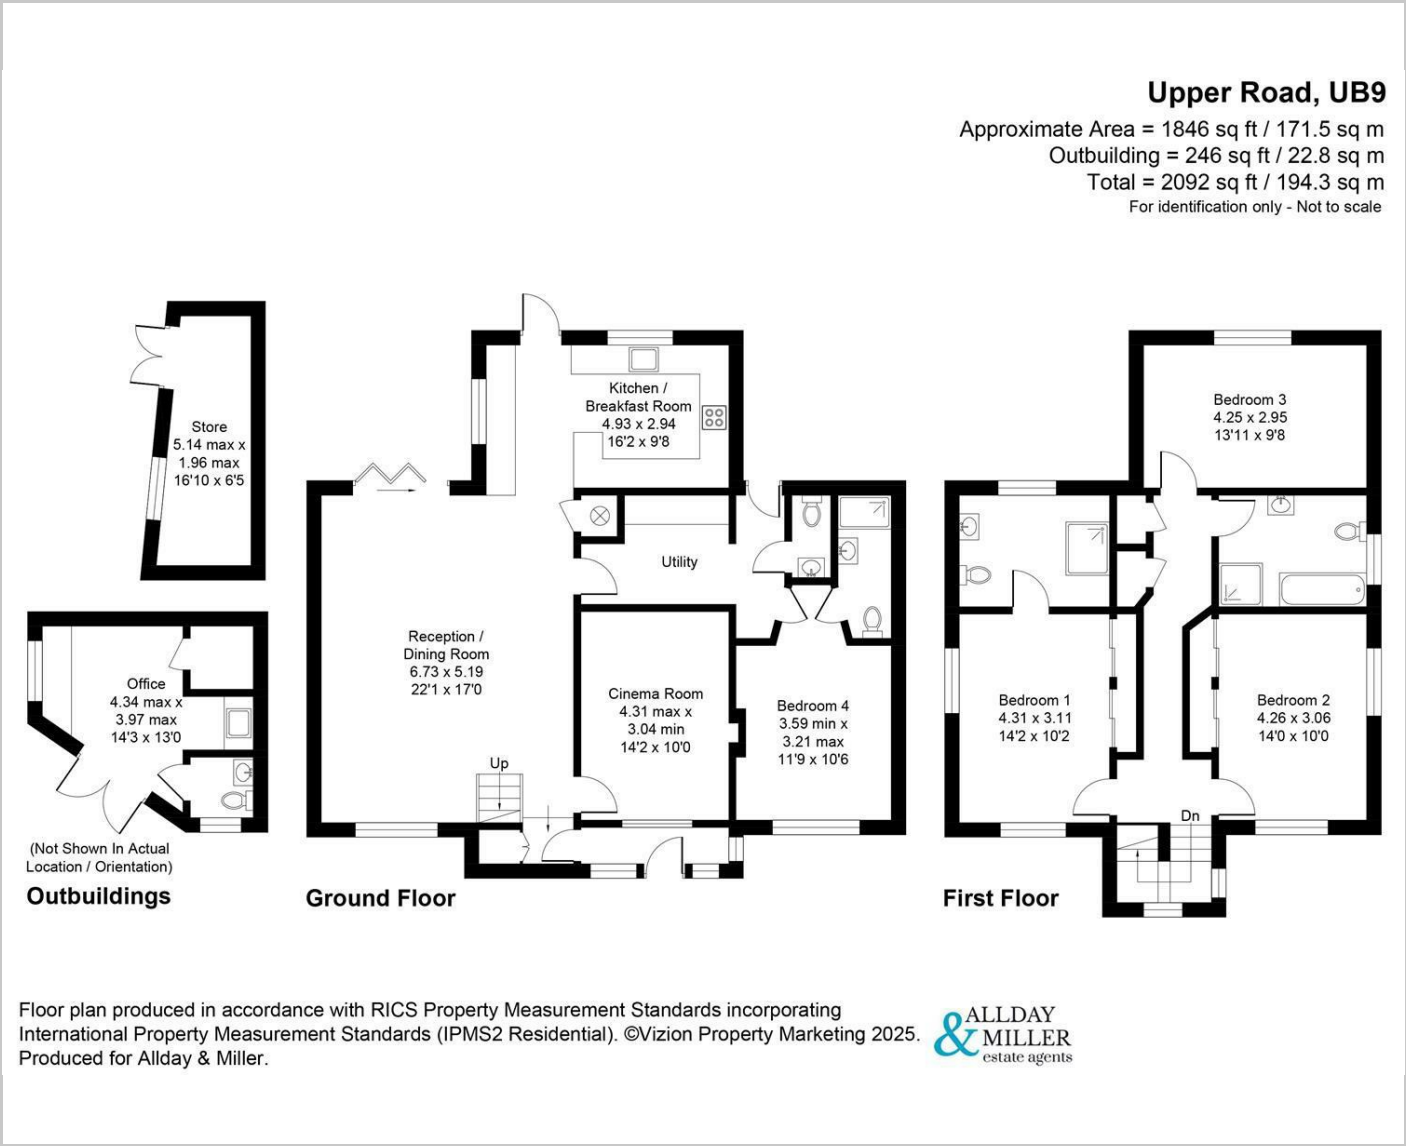 Upper Road, UB9
Approximate Area = 1846 sq ft / 171.5 sq m
Outbuilding = 246 sq ft / 22.8 sq m
Total = 2092 sq ft / 194.3 sq m
For identification only - Not to scale
Store
5.14 max x
1.96 max
16'10 x 6'5
Office
4.34 max x
3.97 max
14'3 x 13'0
(Not Shown In Actual
Location / Orientation)
Outbuildings
Kitchen /
Breakfast Room
4.93 x 2.94
16'2 x 9'8
Utility
Reception /
Dining Room
6.73 x 5.19
22'1 x 17'0
Cinema Room
4.31 max x
3.04 min
14'2 x 10'0
Bedroom 4
3.59 min x
3.21 max
11'9 x 10'6
Up
Ground Floor
Bedroom 3
4.25 x 2.95
13'11 x 9'8
Bedroom 1
4.31 x 3.11
14'2 x 10'2
Bedroom 2
4.26 x 3.06
14'0 x 10'0
Dn
First Floor
Floor plan produced in accordance with RICS Property Measurement Standards incorporating
International Property Measurement Standards (IPMS2 Residential). ©Vizion Property Marketing 2025.
Produced for Allday & Miller.
ALLDAY
& MILLER
estate agents